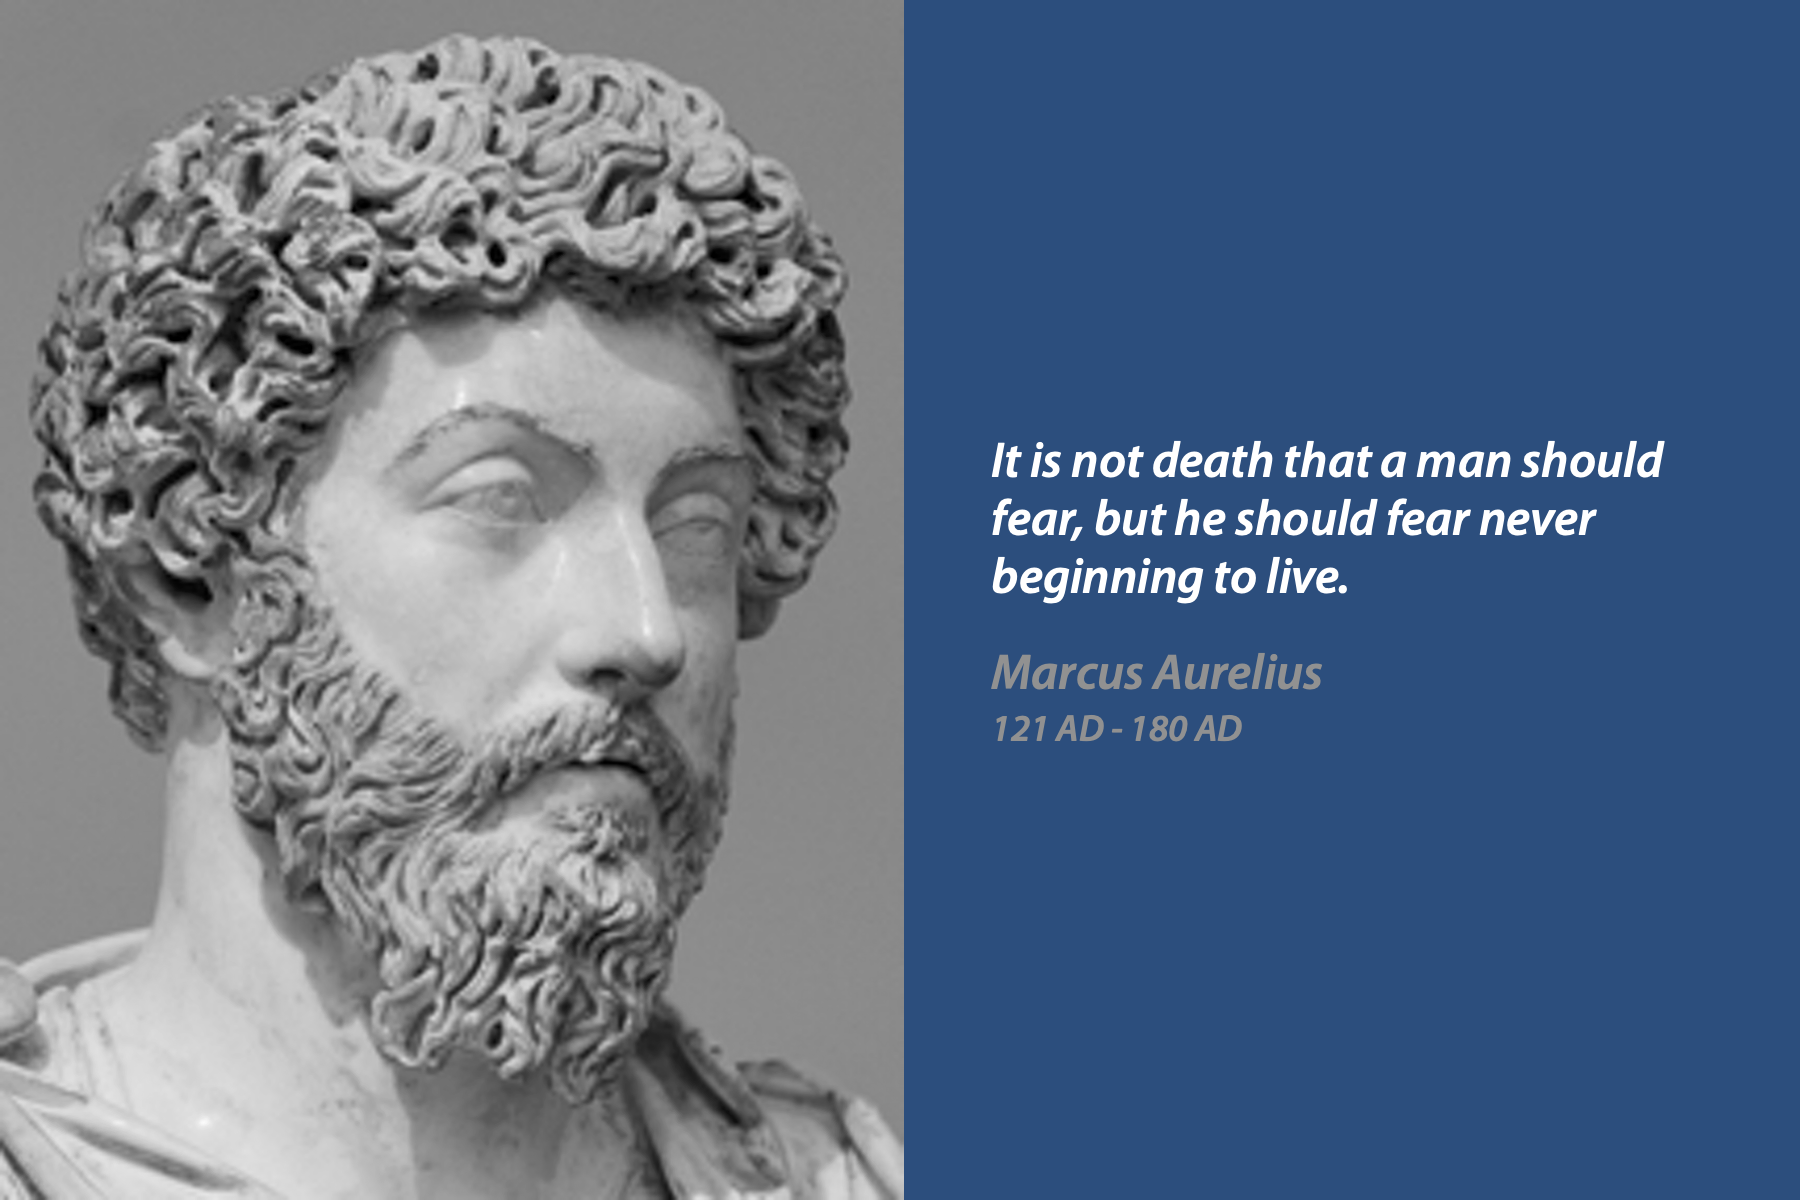 It is not death that a man should
fear, but he should fear never
beginning to live.
Marcus Aurelius
121 AD - 180 AD